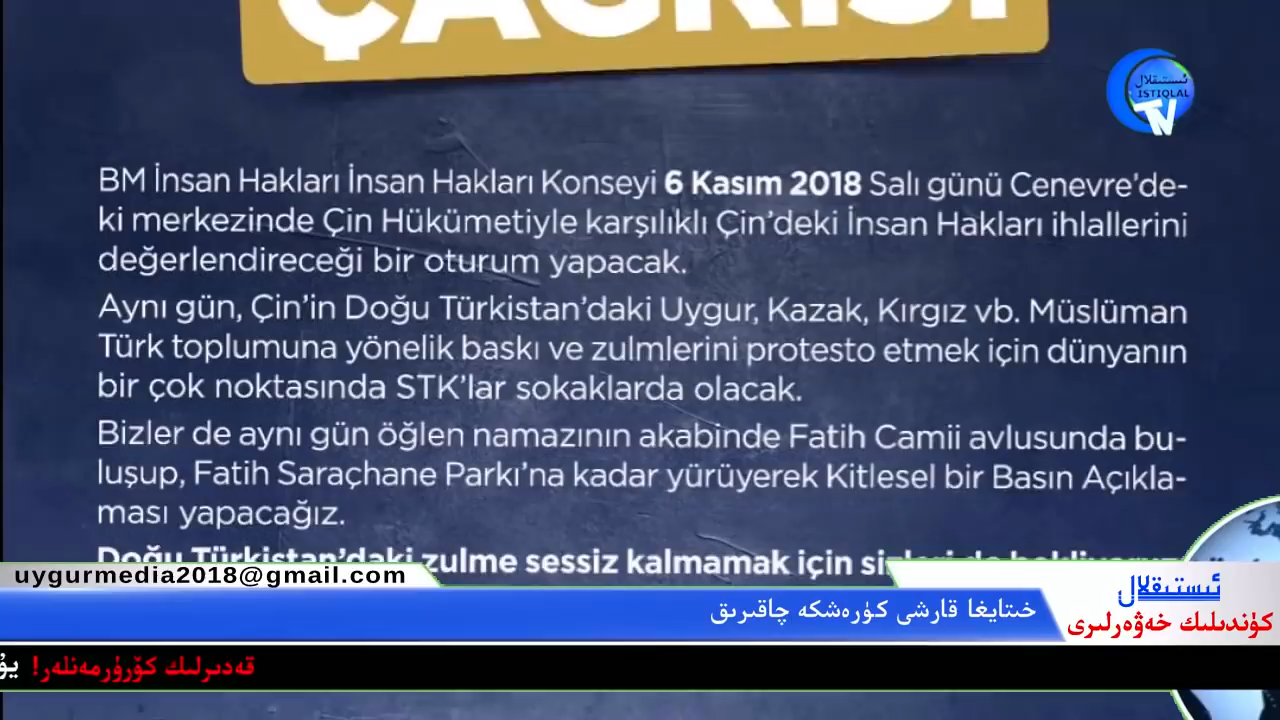 ÇAĞRISI
ئىستىقلال
ISTIQLAL
TV
BM İnsan Hakları İnsan Hakları Konseyi 6 Kasım 2018 Salı günü Cenevre’de-
ki merkezinde Çin Hükümetiyle karşılıklı Çin’deki İnsan Hakları ihlallerini
değerlendireceği bir oturum yapacak.
Aynı gün, Çin’in Doğu Türkistan’daki Uygur, Kazak, Kırgız vb. Müslüman
Türk toplumuna yönelik baskı ve zulmlerini protesto etmek için dünyanın
bir çok noktasında STK’lar sokaklarda olacak.
Bizler de aynı gün öğlen namazının akabinde Fatih Camii avlusunda bu-
luşup, Fatih Saraçhane Parkı’na kadar yürüyerek Kitlesel bir Basın Açıkla-
ması yapacağız.
Doğu Türkistan’daki zulme sessiz kalmamak için
uygurmedia2018@gmail.com
ئىستىقلال
كۈندىلىك خەۋەرلىرى
خىتايغا قارشى كۈرەشكە چاقىرىق
قەدىرلىك كۆرۈرمەنلەر!